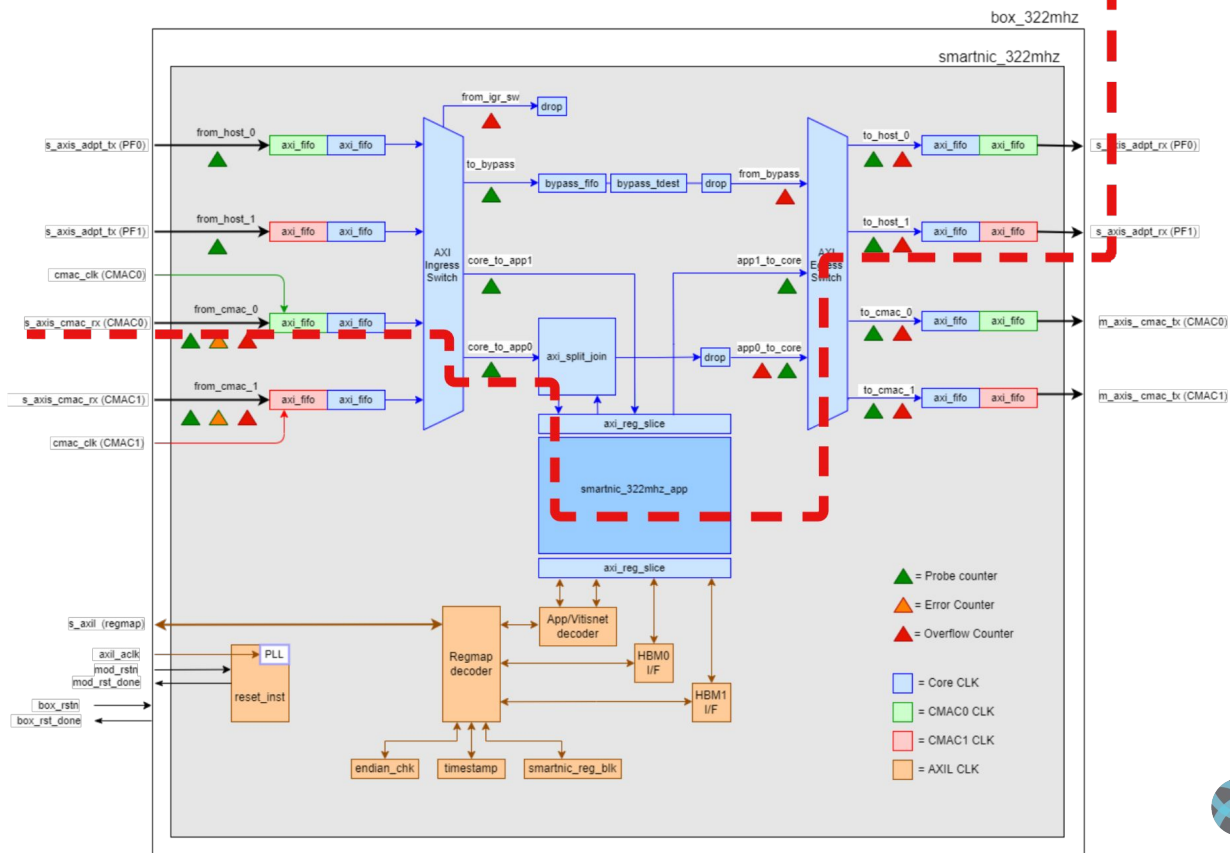 box_322mhz
smartnic_322mhz
from_igr_sw
drop
from_host_0
to_host_0
s_axis_adpt_tx (PF0)
axi_fifo
axi_fifo
axi_fifo
axi_fifo
s_axis_adpt_rx (PF0)
to_bypass
from_bypass
bypass_fifo
bypass_tdest
drop
from_host_1
to_host_1
s_axis_adpt_tx (PF1)
axi_fifo
axi_fifo
axi_fifo
axi_fifo
s_axis_adpt_rx (PF1)
AXI
Ingress
Switch
AXI
Egress
Switch
cmac_clk (CMAC0)
core_to_app1
app1_to_core
from_cmac_0
to_cmac_0
s_axis_cmac_rx (CMAC0)
axi_fifo
axi_fifo
axi_fifo
axi_fifo
m_axis_cmac_tx (CMAC0)
core_to_app0
axi_split_join
drop
app0_to_core
from_cmac_1
to_cmac_1
s_axis_cmac_rx (CMAC1)
axi_fifo
axi_fifo
axi_fifo
axi_fifo
m_axis_cmac_tx (CMAC1)
cmac_clk (CMAC1)
axi_reg_slice
smartnic_322mhz_app
axi_reg_slice
= Probe counter
= Error Counter
= Overflow Counter
s_axil (regmap)
App/Vitisnet
decoder
axil_aclk
PLL
mod_rstn
mod_rst_done
reset_inst
Regmap
decoder
HBM0
I/F
HBM1
I/F
box_rstn
box_rst_done
= Core CLK
= CMAC0 CLK
= CMAC1 CLK
= AXIL CLK
endian_chk
timestamp
smartnic_reg_blk